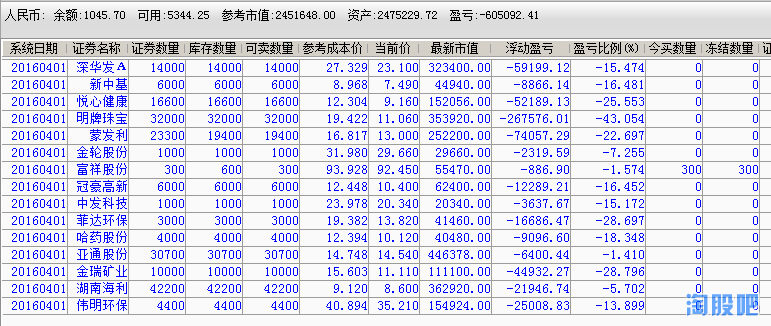 人民币: 余额:1045.70 可用:5344.25 参考市值:2451648.00 资产:2475229.72 盈亏:-605092.41
系统日期 证券名称 证券数量 库存数量 可卖数量 参考成本价 当前价 最新市值 浮动盈亏 盈亏比例(%) 今买数量 冻结数量 证
20160401 深华发A 14000 14000 14000 27.329 23.100 323400.00 -59199.12 -15.474 0 0
20160401 新中基 6000 6000 6000 8.968 7.490 44940.00 -8866.14 -16.481 0 0
20160401 悦心健康 16600 16600 16600 12.304 9.160 152056.00 -52189.13 -25.553 0 0
20160401 明牌珠宝 32000 32000 32000 19.422 11.060 353920.00 -267576.01 -43.054 0 0
20160401 蒙发利 23300 19400 19400 16.817 13.000 252200.00 -74057.29 -22.697 0 0
20160401 金轮股份 1000 1000 1000 31.980 29.660 29660.00 -2319.59 -7.255 0 0
20160401 富祥股份 300 600 300 93.928 92.450 55470.00 -886.90 -1.574 300 300
20160401 冠豪高新 6000 6000 6000 12.448 10.400 62400.00 -12289.21 -16.452 0 0
20160401 中发科技 1000 1000 1000 23.978 20.340 20340.00 -3637.67 -15.172 0 0
20160401 菲达环保 3000 3000 3000 19.382 13.820 41460.00 -16686.47 -28.697 0 0
20160401 哈药股份 4000 4000 4000 12.394 10.120 40480.00 -9096.60 -18.348 0 0
20160401 亚通股份 30700 30700 30700 14.748 14.540 446378.00 -6400.44 -1.410 0 0
20160401 金瑞矿业 10000 10000 10000 15.603 11.110 111100.00 -44932.27 -28.796 0 0
20160401 湖南海利 42200 42200 42200 9.120 8.600 362920.00 -21946.74 -5.702 0 0
20160401 伟明环保 4400 4400 4400 40.894 35.210 154924.00 -25008.83 -13.899 0 0
淘股吧